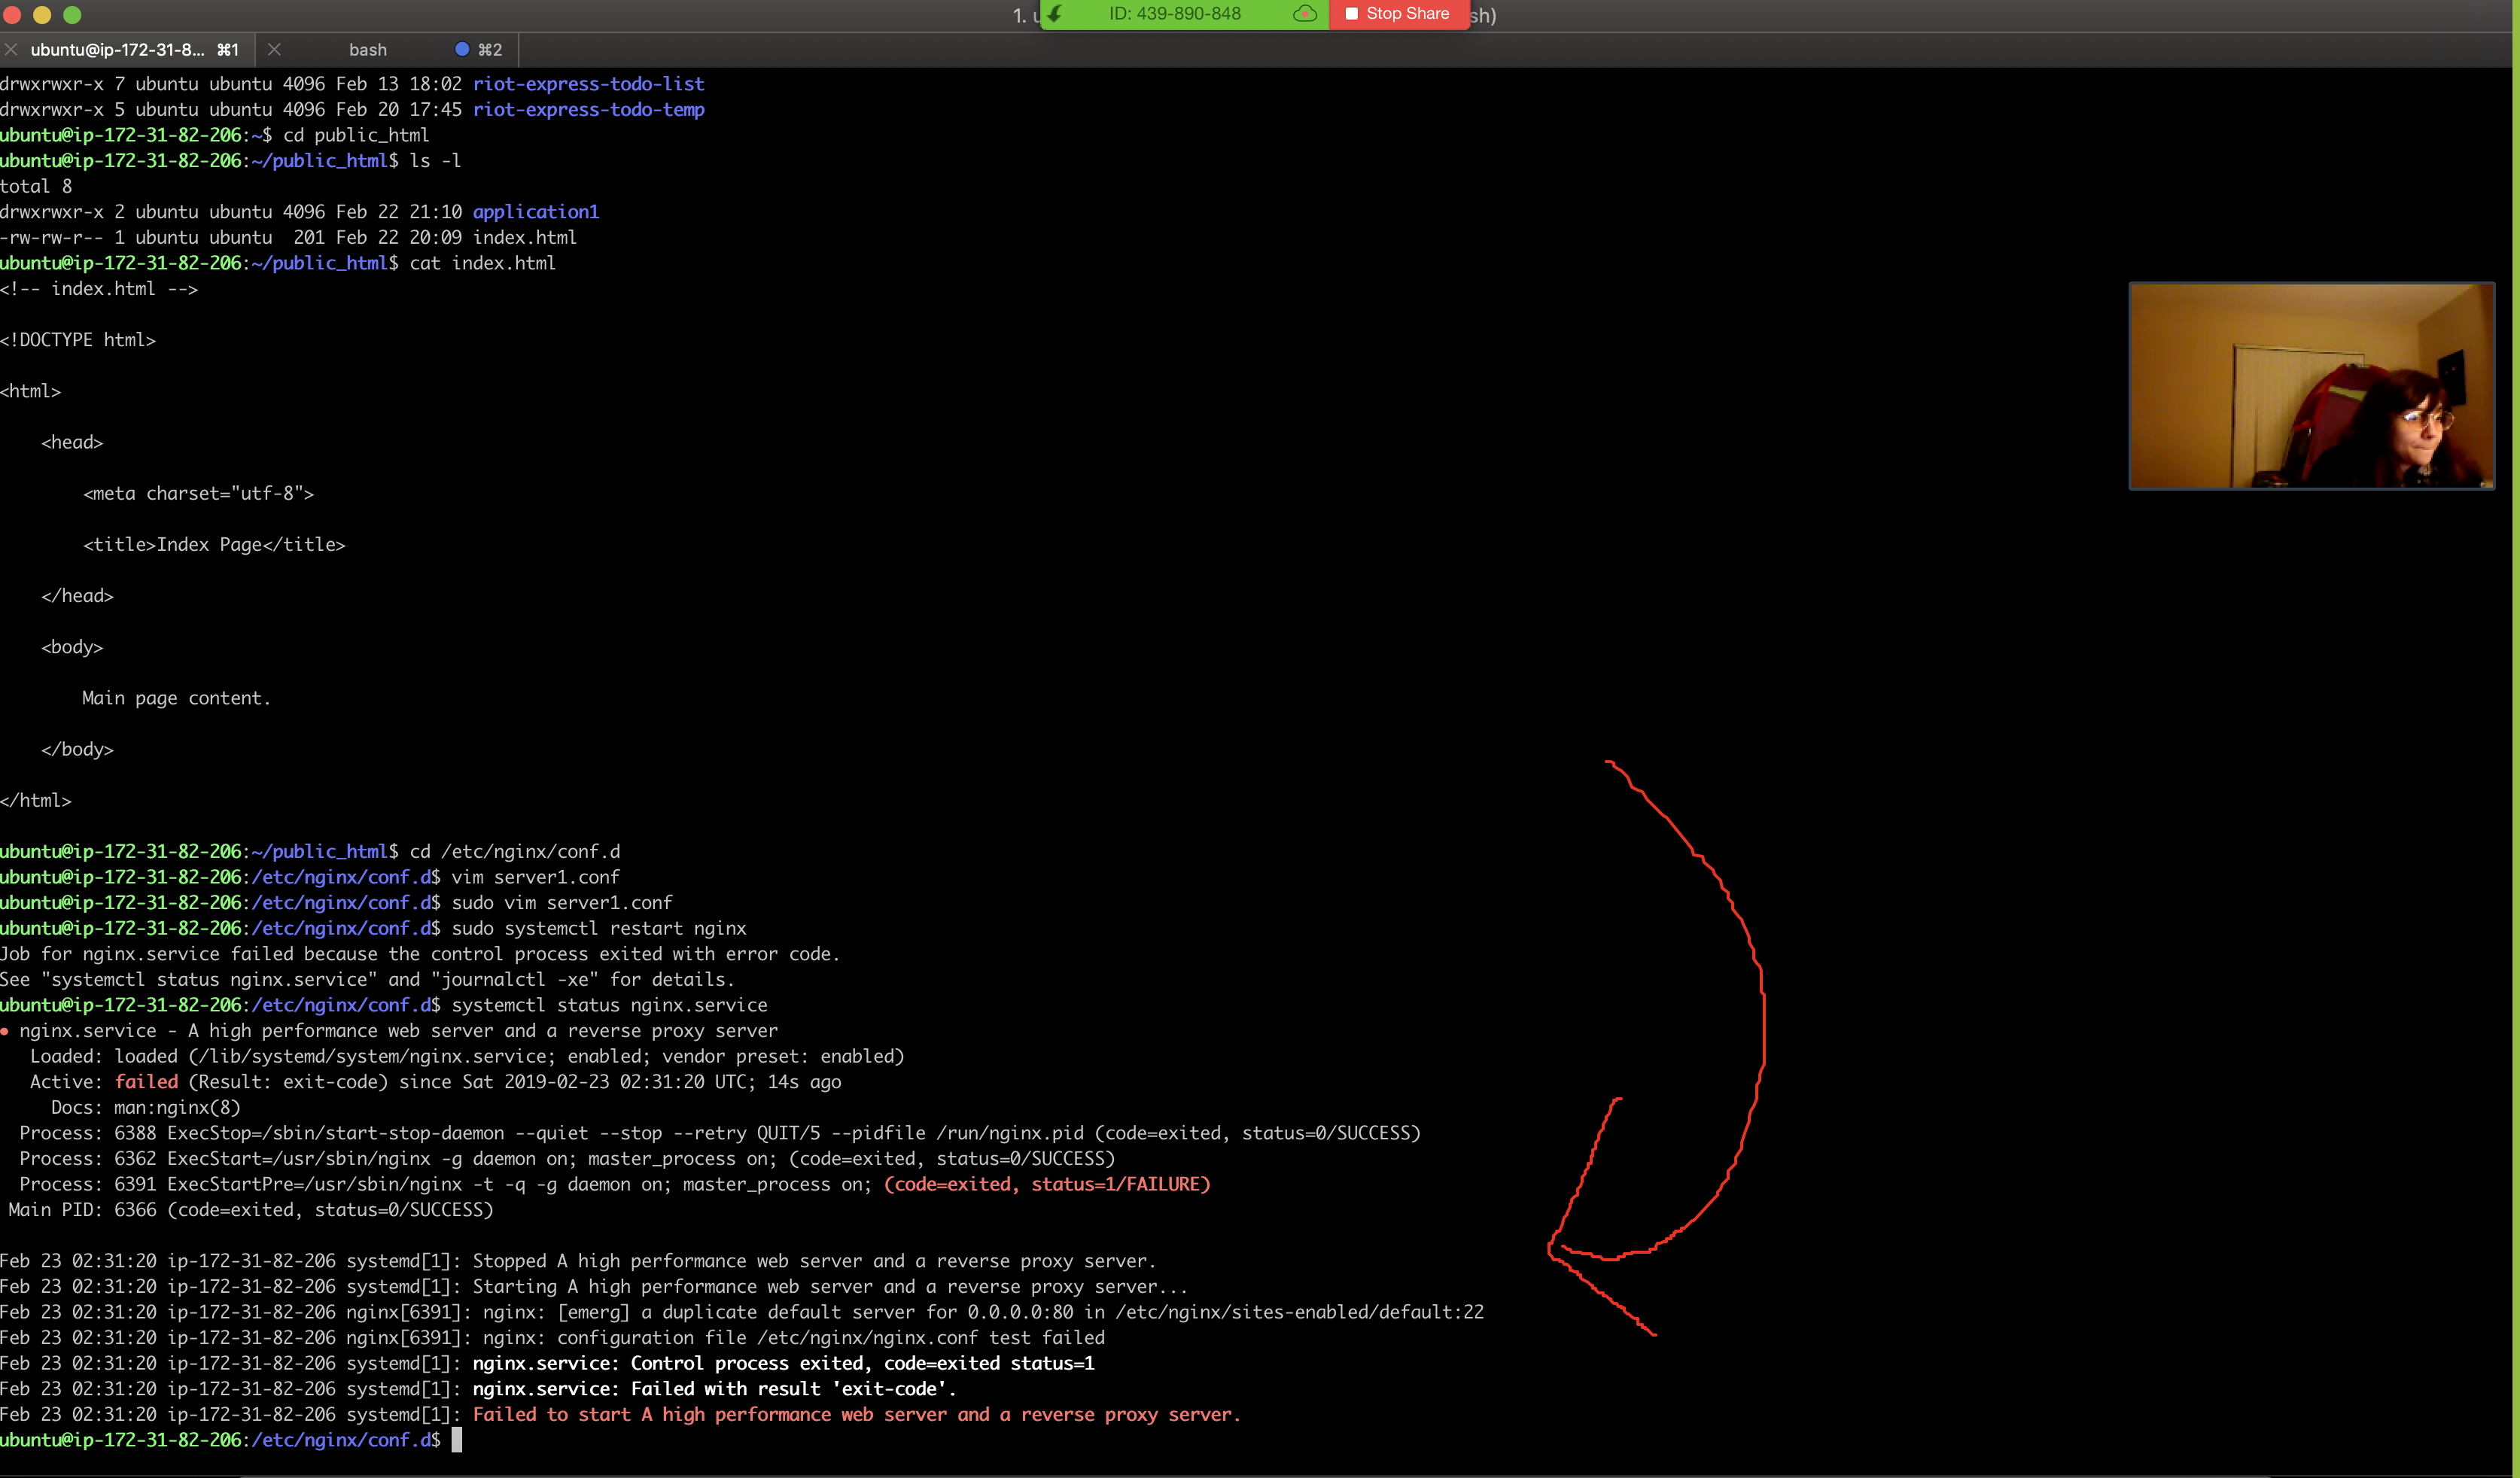 1. u
ID: 439-890-848
Stop Share
sh)
ubuntu@ip-172-31-8... ⌘1
bash ⌘2
drwxrwxr-x 7 ubuntu ubuntu 4096 Feb 13 18:02 riot-express-todo-list
drwxrwxr-x 5 ubuntu ubuntu 4096 Feb 20 17:45 riot-express-todo-temp
ubuntu@ip-172-31-82-206:~$ cd public_html
ubuntu@ip-172-31-82-206:~/public_html$ ls -l
total 8
drwxrwxr-x 2 ubuntu ubuntu 4096 Feb 22 21:10 application1
-rw-rw-r-- 1 ubuntu ubuntu  201 Feb 22 20:09 index.html
ubuntu@ip-172-31-82-206:~/public_html$ cat index.html
<!-- index.html -->
<!DOCTYPE html>
<html>
    <head>
        <meta charset="utf-8">
        <title>Index Page</title>
    </head>
    <body>
        Main page content.
    </body>
</html>
ubuntu@ip-172-31-82-206:~/public_html$ cd /etc/nginx/conf.d
ubuntu@ip-172-31-82-206:/etc/nginx/conf.d$ vim server1.conf
ubuntu@ip-172-31-82-206:/etc/nginx/conf.d$ sudo vim server1.conf
ubuntu@ip-172-31-82-206:/etc/nginx/conf.d$ sudo systemctl restart nginx
Job for nginx.service failed because the control process exited with error code.
See "systemctl status nginx.service" and "journalctl -xe" for details.
ubuntu@ip-172-31-82-206:/etc/nginx/conf.d$ systemctl status nginx.service
● nginx.service - A high performance web server and a reverse proxy server
   Loaded: loaded (/lib/systemd/system/nginx.service; enabled; vendor preset: enabled)
   Active: failed (Result: exit-code) since Sat 2019-02-23 02:31:20 UTC; 14s ago
     Docs: man:nginx(8)
  Process: 6388 ExecStop=/sbin/start-stop-daemon --quiet --stop --retry QUIT/5 --pidfile /run/nginx.pid (code=exited, status=0/SUCCESS)
  Process: 6362 ExecStart=/usr/sbin/nginx -g daemon on; master_process on; (code=exited, status=0/SUCCESS)
  Process: 6391 ExecStartPre=/usr/sbin/nginx -t -q -g daemon on; master_process on; (code=exited, status=1/FAILURE)
 Main PID: 6366 (code=exited, status=0/SUCCESS)
Feb 23 02:31:20 ip-172-31-82-206 systemd[1]: Stopped A high performance web server and a reverse proxy server.
Feb 23 02:31:20 ip-172-31-82-206 systemd[1]: Starting A high performance web server and a reverse proxy server...
Feb 23 02:31:20 ip-172-31-82-206 nginx[6391]: nginx: [emerg] a duplicate default server for 0.0.0.0:80 in /etc/nginx/sites-enabled/default:22
Feb 23 02:31:20 ip-172-31-82-206 nginx[6391]: nginx: configuration file /etc/nginx/nginx.conf test failed
Feb 23 02:31:20 ip-172-31-82-206 systemd[1]: nginx.service: Control process exited, code=exited status=1
Feb 23 02:31:20 ip-172-31-82-206 systemd[1]: nginx.service: Failed with result 'exit-code'.
Feb 23 02:31:20 ip-172-31-82-206 systemd[1]: Failed to start A high performance web server and a reverse proxy server.
ubuntu@ip-172-31-82-206:/etc/nginx/conf.d$